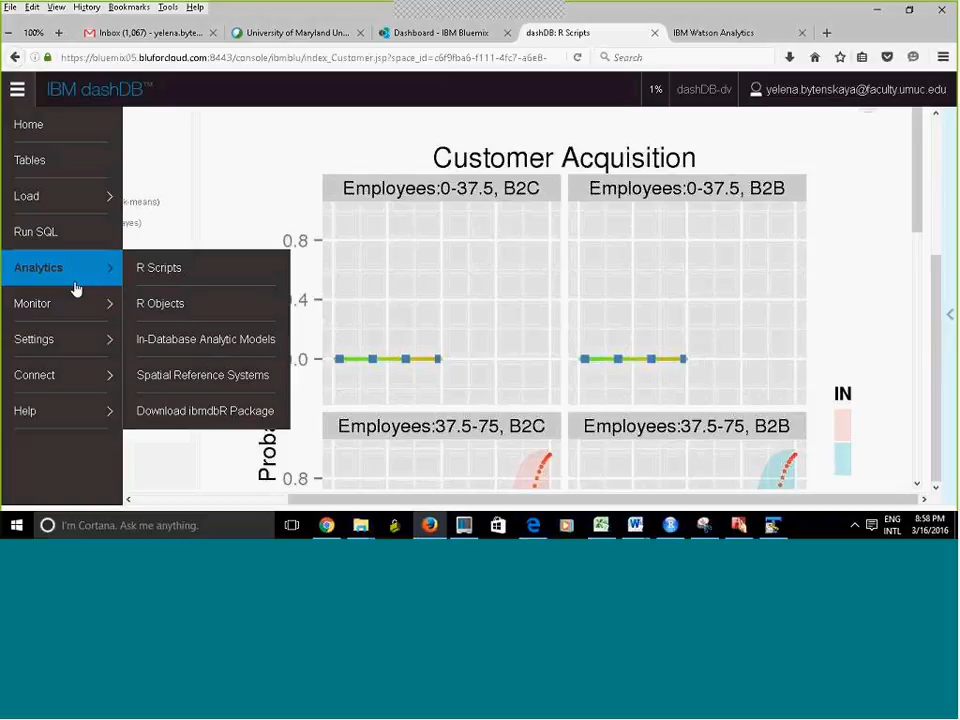 File Edit View History Bookmarks Tools Help
100% Inbox (1,067) - yelena.byte... University of Maryland Un... Dashboard - IBM Bluemix dashDB: R Scripts IBM Watson Analytics
https://bluemix05.bluforcloud.com:8443/console/ibmblu/index_Customer.jsp?space_id=c6f9fba6-f111-4fc7-a6e8- Search
IBM dashDB™ 1% dashDB-dv yelena.bytenskaya@faculty.umuc.edu
Home
Tables
Load
Run SQL
Analytics
Monitor
Settings
Connect
Help
k-means)
ayes)
R Scripts
R Objects
In-Database Analytic Models
Spatial Reference Systems
Download ibmdbR Package
Customer Acquisition
Employees:0-37.5, B2C Employees:0-37.5, B2B
0.8
.4
.0
Employees:37.5-75, B2C Employees:37.5-75, B2B
0.8
Proba
IN
I'm Cortana. Ask me anything.
ENG
INTL
8:58 PM
3/16/2016